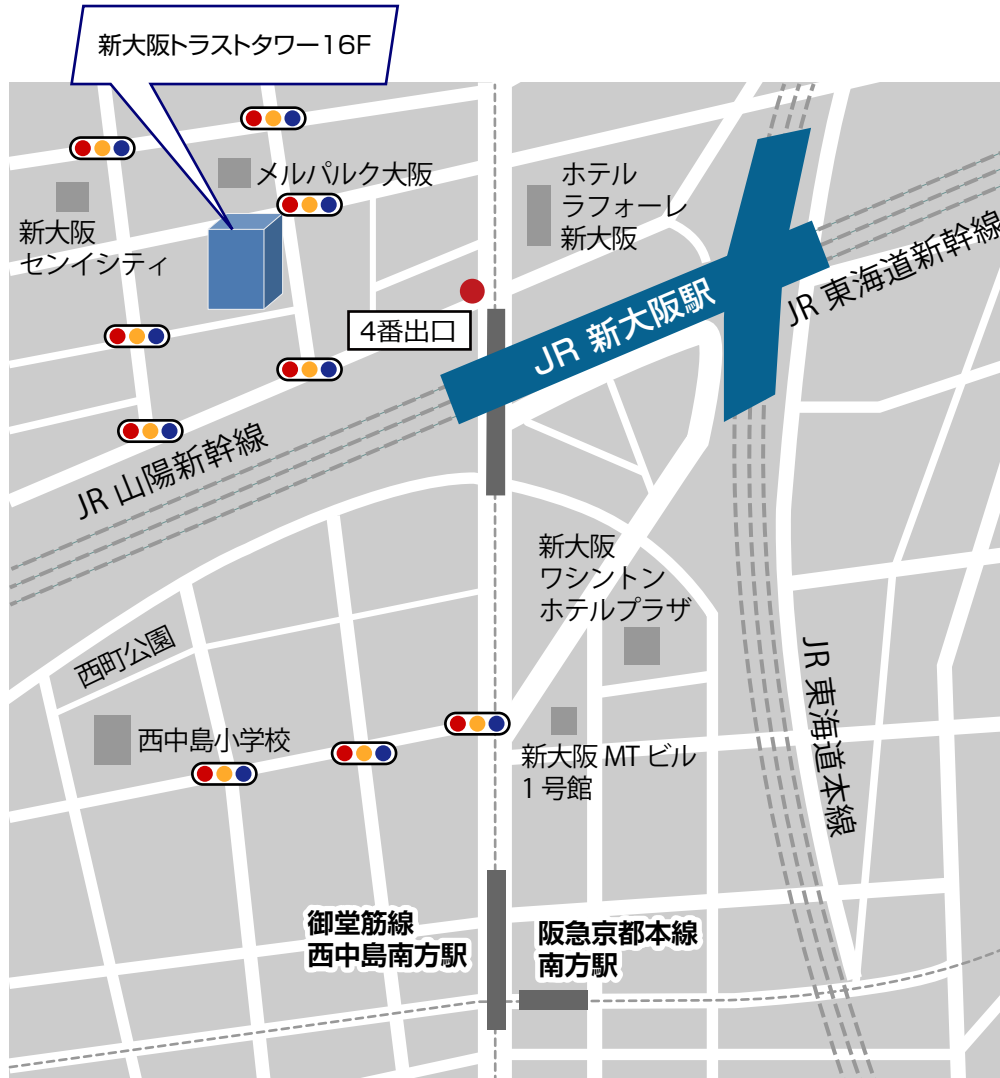 新大阪トラストタワー16F
メルパルク大阪
新大阪
センイシティ
ホテル
ラフォーレ
新大阪
4番出口
JR 新大阪駅
JR 東海道新幹線
JR 山陽新幹線
新大阪
ワシントン
ホテルプラザ
西町公園
西中島小学校
新大阪 MT ビル
1 号館
JR 東海道本線
御堂筋線
西中島南方駅
阪急京都本線
南方駅